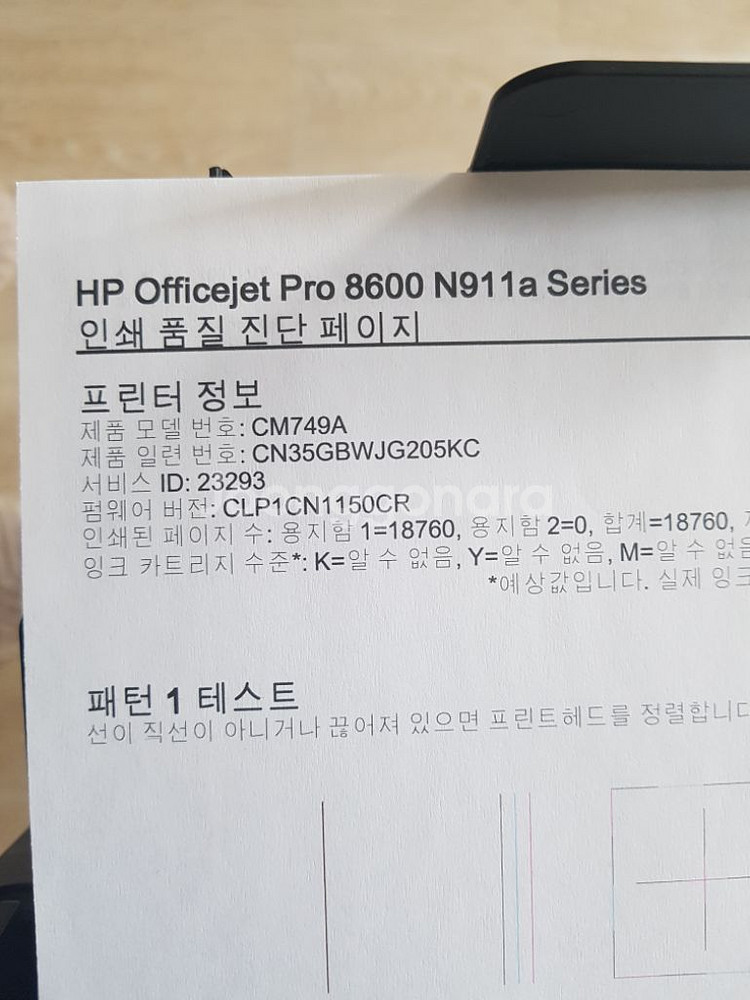 HP Officejet Pro 8600 N911a Series
인쇄 품질 진단 페이지
프린터 정보
제품 모델 번호: CM749A
제품 일련 번호: CN35GBWJG205KC
서비스 ID: 23293
펌웨어 버전: CLP1CN1150CR
인쇄된 페이지 수: 용지함 1=18760, 용지함 2=0, 합계=18760,
잉크 카트리지 수준*: K=알 수 없음, Y=알 수 없음, M=알 수 없음
*예상값입니다. 실제 잉크
패턴 1 테스트
선이 직선이 아니거나 끊어져 있으면 프린트헤드를 정렬합니다